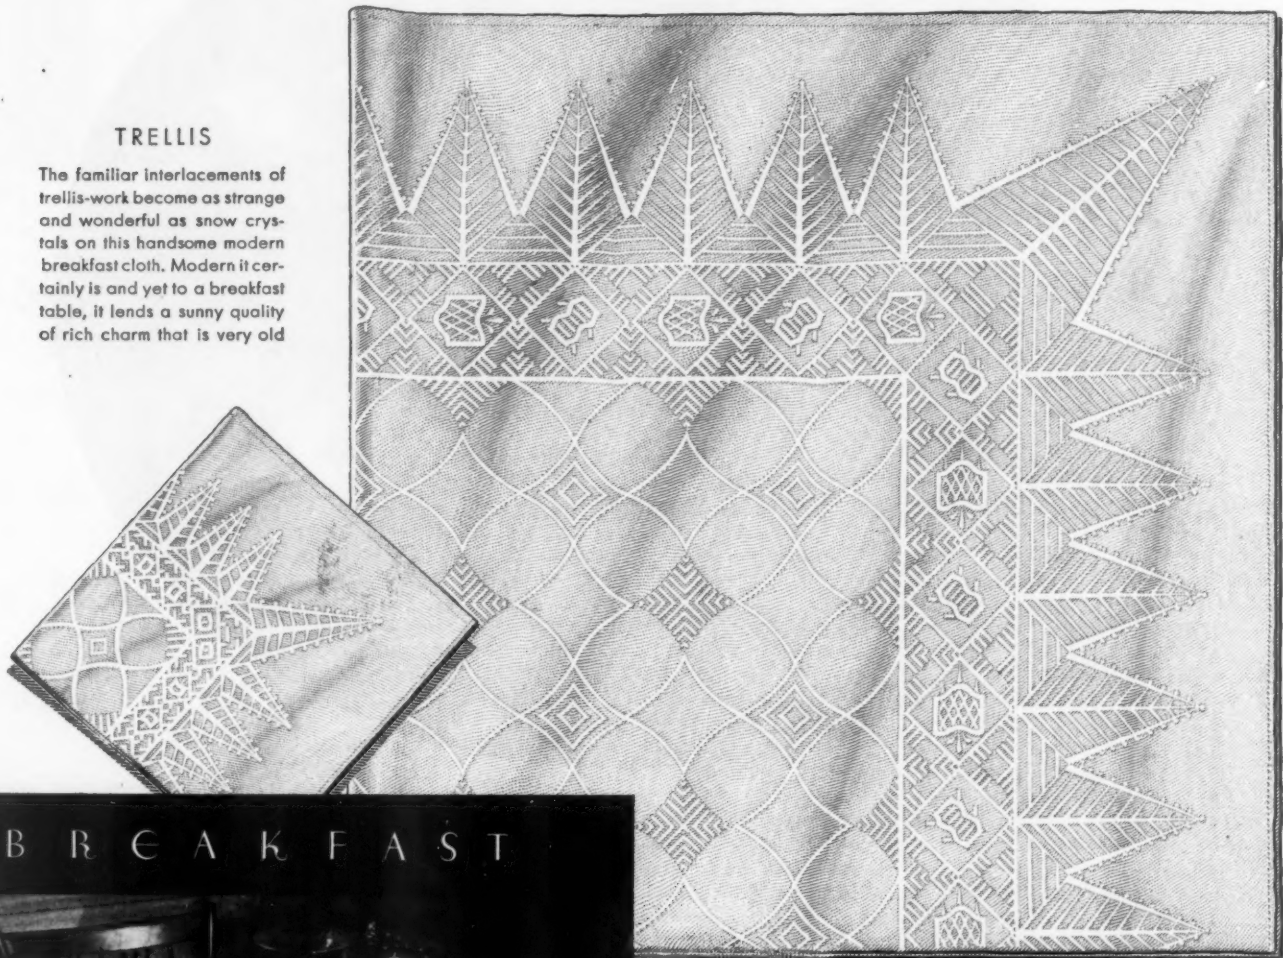 TRELLIS
The familiar interlacements of
trellis-work become as strange
and wonderful as snow crys-
tals on this handsome modern
breakfast cloth. Modern it cer-
tainly is and yet to a breakfast
table, it lends a sunny quality
of rich charm that is very old
BREAKFAST